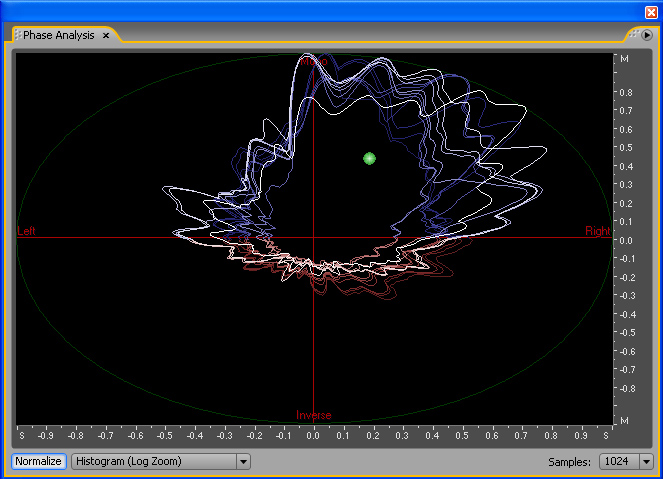 Phase Analysis
Mono
M
0.8
0.7
0.6
0.5
0.4
0.3
0.2
0.1
Left
Right
0.0
-0.1
-0.2
-0.3
-0.4
-0.5
-0.6
-0.7
-0.8
Inverse
M
S -0.9 -0.8 -0.7 -0.6 -0.5 -0.4 -0.3 -0.2 -0.1 0.0 0.1 0.2 0.3 0.4 0.5 0.6 0.7 0.8 0.9 S
Normalize Histogram (Log Zoom) Samples: 1024